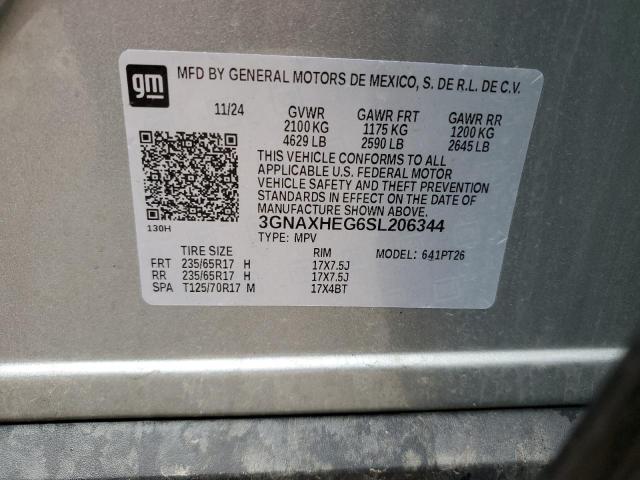 gm MFD BY GENERAL MOTORS DE MEXICO, S. DE R.L. DE C.V.
11/24 GVWR GAWR FRT GAWR RR
2100 KG 1175 KG 1200 KG
4629 LB 2590 LB 2645 LB
THIS VEHICLE CONFORMS TO ALL
APPLICABLE U.S. FEDERAL MOTOR
VEHICLE SAFETY AND THEFT PREVENTION
STANDARDS IN EFFECT ON THE DATE OF
MANUFACTURE SHOWN ABOVE.
130H 3GNAXHEG6SL206344
TYPE: MPV
TIRE SIZE RIM MODEL: 641PT26
FRT 235/65R17 H 17X7.5J
RR 235/65R17 H 17X7.5J
SPA T125/70R17 M 17X4BT